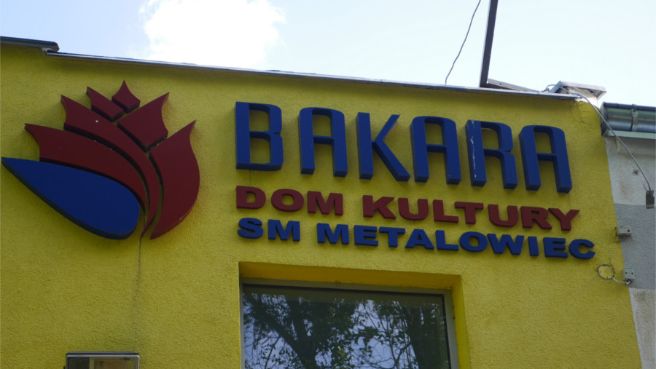 BAKARA
DOM KULTURY
SM METALOWIEC